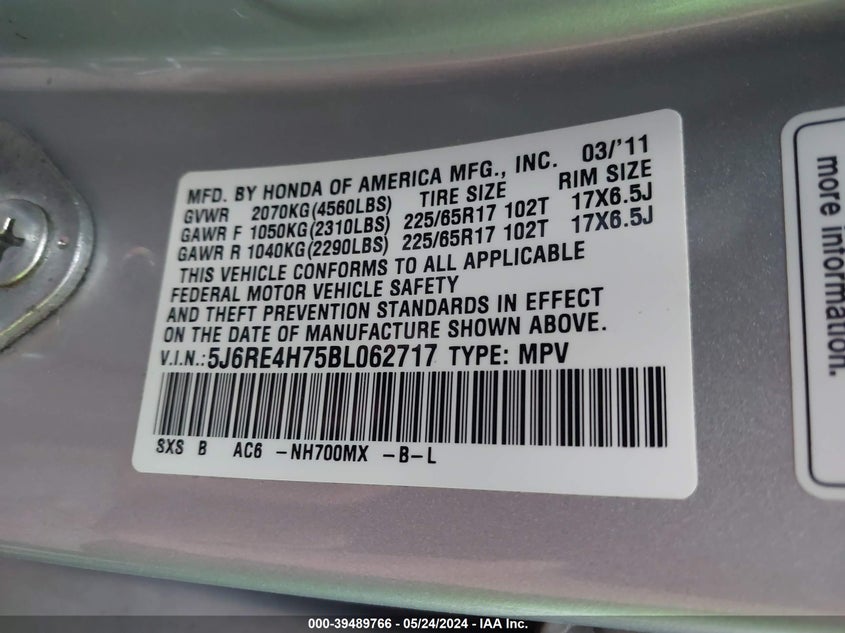 MFD. BY HONDA OF AMERICA MFG., INC. 03/'11
GVWR 2070KG(4560LBS) TIRE SIZE RIM SIZE
GAWR F 1050KG(2310LBS) 225/65R17 102T 17X6.5J
GAWR R 1040KG(2290LBS) 225/65R17 102T 17X6.5J
THIS VEHICLE CONFORMS TO ALL APPLICABLE
FEDERAL MOTOR VEHICLE SAFETY
AND THEFT PREVENTION STANDARDS IN EFFECT
ON THE DATE OF MANUFACTURE SHOWN ABOVE.
V.I.N.:5J6RE4H75BL062717 TYPE: MPV
SXS B AC6 -NH700MX -B-L
more information.
000-39489766 - 05/24/2024 - IAA Inc.